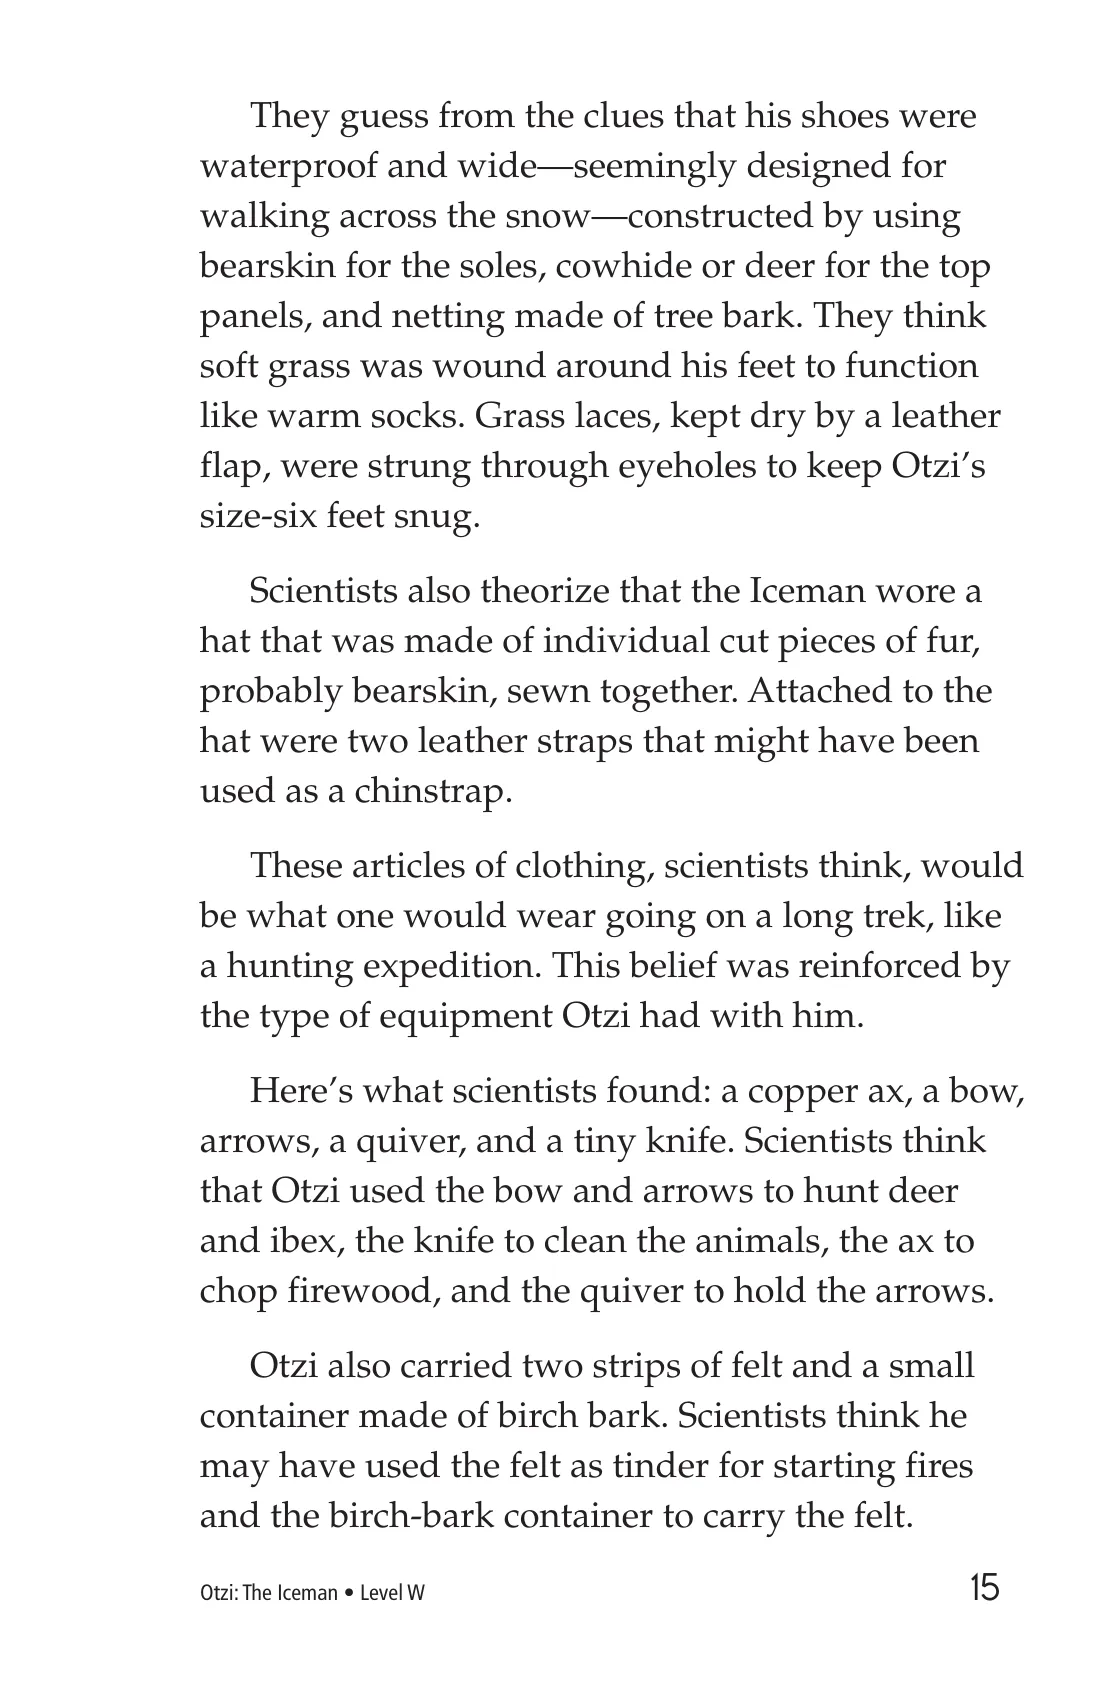 They guess from the clues that his shoes were
waterproof and wide—seemingly designed for
walking across the snow—constructed by using
bearskin for the soles, cowhide or deer for the top
panels, and netting made of tree bark. They think
soft grass was wound around his feet to function
like warm socks. Grass laces, kept dry by a leather
flap, were strung through eyeholes to keep Otzi’s
size-six feet snug.
Scientists also theorize that the Iceman wore a
hat that was made of individual cut pieces of fur,
probably bearskin, sewn together. Attached to the
hat were two leather straps that might have been
used as a chinstrap.
These articles of clothing, scientists think, would
be what one would wear going on a long trek, like
a hunting expedition. This belief was reinforced by
the type of equipment Otzi had with him.
Here’s what scientists found: a copper ax, a bow,
arrows, a quiver, and a tiny knife. Scientists think
that Otzi used the bow and arrows to hunt deer
and ibex, the knife to clean the animals, the ax to
chop firewood, and the quiver to hold the arrows.
Otzi also carried two strips of felt and a small
container made of birch bark. Scientists think he
may have used the felt as tinder for starting fires
and the birch-bark container to carry the felt.
Otzi: The Iceman • Level W 15